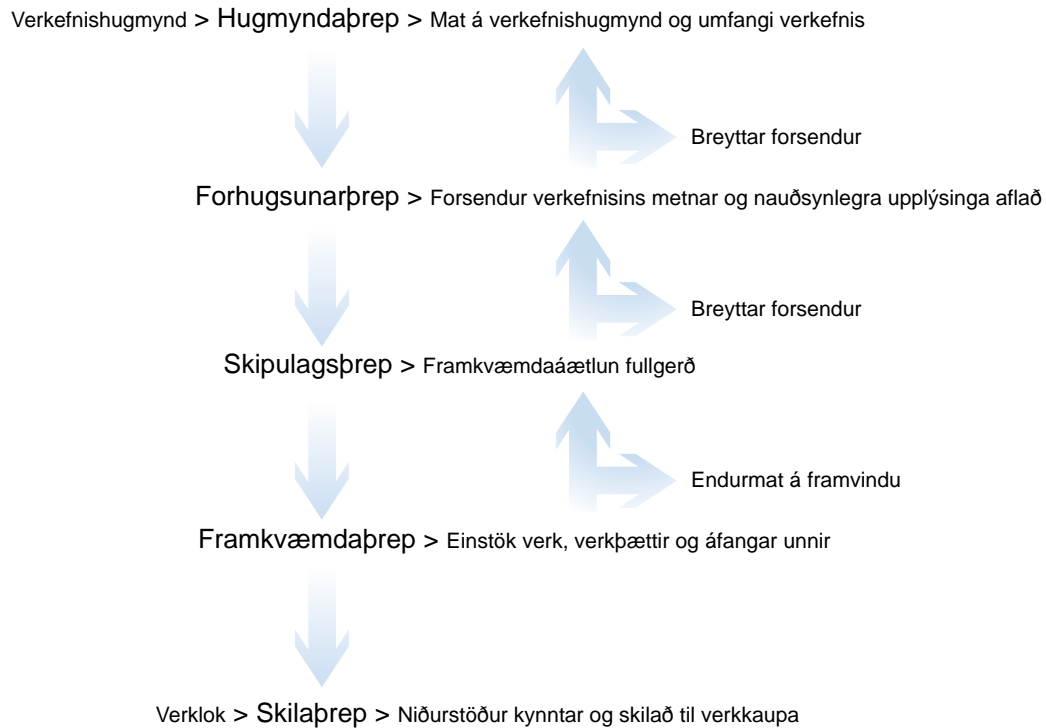 Verkefnishugmynd > Hugmyndaþrep > Mat á verkefnishugmynd og umfangi verkefnis
Breyttar forsendur
Forhugsunarþrep > Forsendur verkefnisins metnar og nauðsynlegra upplýsinga aflað
Breyttar forsendur
Skipulagsþrep > Framkvæmdaáætlun fullgerð
Endurmat á framvindu
Framkvæmdaþrep > Einstök verk, verkþættir og áfangar unnir
Verklok > Skilaþrep > Niðurstöður kynntar og skilað til verkkaupa